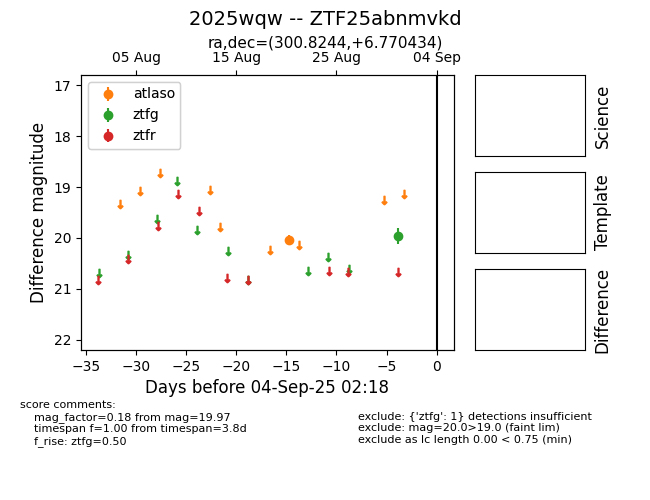 2025wqw -- ZTF25abnmvkd
ra,dec=(300.8244,+6.770434)
05 Aug 15 Aug 25 Aug 04 Sep
atlaso
ztfg
ztfr
17
18
19
20
21
22
Difference magnitude
−35 −30 −25 −20 −15 −10 −5 0
Days before 04-Sep-25 02:18
Science
Template
Difference
score comments:
mag_factor=0.18 from mag=19.97
timespan f=1.00 from timespan=3.8d
f_rise: ztfg=0.50
exclude: {'ztfg': 1} detections insufficient
exclude: mag=20.0>19.0 (faint lim)
exclude as lc length 0.00 < 0.75 (min)